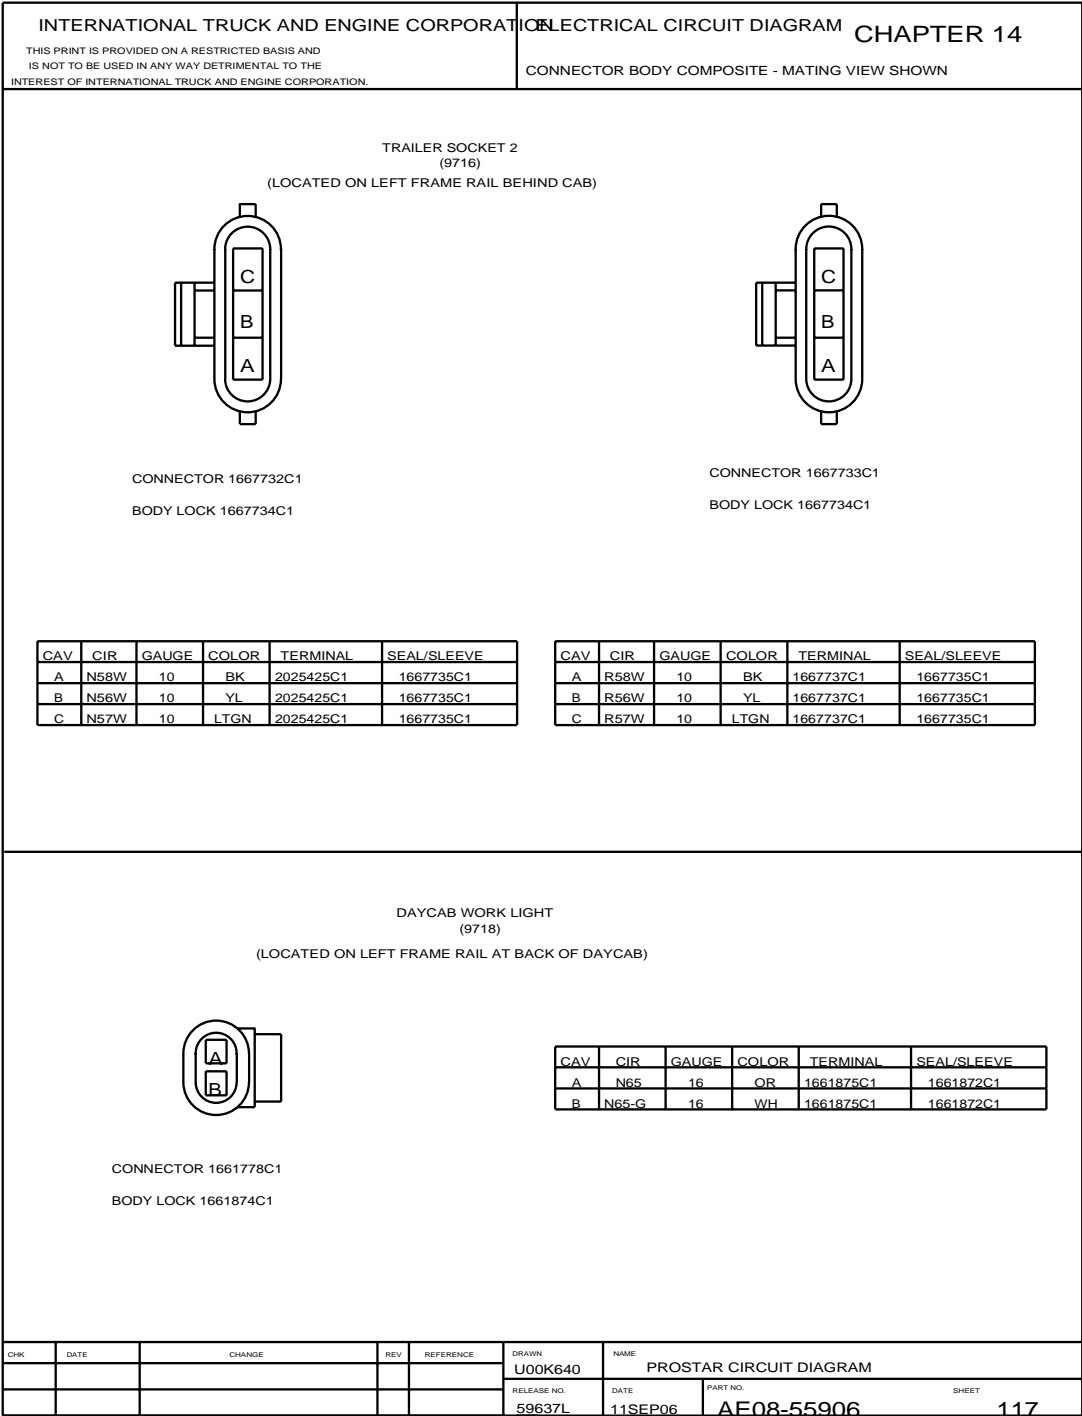 INTERNATIONAL TRUCK AND ENGINE CORPORATION
THIS PRINT IS PROVIDED ON A RESTRICTED BASIS AND
IS NOT TO BE USED IN ANY WAY DETRIMENTAL TO THE
INTEREST OF INTERNATIONAL TRUCK AND ENGINE CORPORATION.
ELECTRICAL CIRCUIT DIAGRAM CHAPTER 14
CONNECTOR BODY COMPOSITE - MATING VIEW SHOWN
TRAILER SOCKET 2
(9716)
(LOCATED ON LEFT FRAME RAIL BEHIND CAB)
C
B
A
CONNECTOR 1667732C1
BODY LOCK 1667734C1
C
B
A
CONNECTOR 1667733C1
BODY LOCK 1667734C1
CAV CIR GAUGE COLOR TERMINAL SEAL/SLEEVE
A N58W 10 BK 2025425C1 1667735C1
B N56W 10 YL 2025425C1 1667735C1
C N57W 10 LTGN 2025425C1 1667735C1
CAV CIR GAUGE COLOR TERMINAL SEAL/SLEEVE
A R58W 10 BK 1667737C1 1667735C1
B R56W 10 YL 1667737C1 1667735C1
C R57W 10 LTGN 1667737C1 1667735C1
DAYCAB WORK LIGHT
(9718)
(LOCATED ON LEFT FRAME RAIL AT BACK OF DAYCAB)
A
B
CONNECTOR 1661778C1
BODY LOCK 1661874C1
CAV CIR GAUGE COLOR TERMINAL SEAL/SLEEVE
A N65 16 OR 1661875C1 1661872C1
B N65-G 16 WH 1661875C1 1661872C1
CHK DATE CHANGE REV REFERENCE
DRAWN
U00K640
NAME
PROSTAR CIRCUIT DIAGRAM
RELEASE NO.
59637L
DATE
11SEP06
PART NO.
AE08-55906
SHEET
117